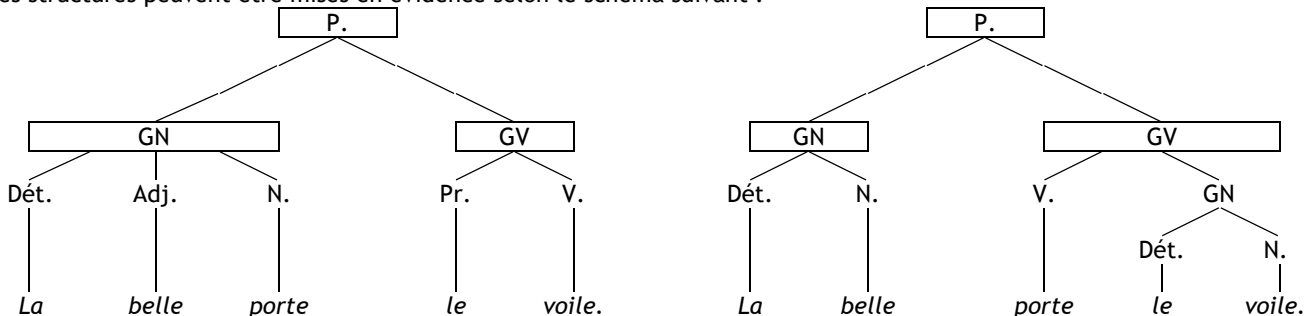 es structures peuvent être mises en évidence selon le schéma suivant :
P. P.
GN GV GN GV
Dét. Adj. N. Pr. V. Dét. N. V. GN
Dét. N.
La belle porte le voile. La belle porte le voile.